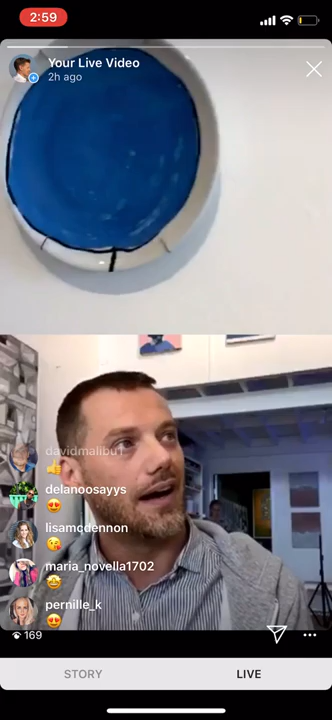 2:59
Your Live Video
2h ago
davidmalibu1
delanoosayys
lisamcdennon
maria_novella1702
pernille_k
169
STORY
LIVE